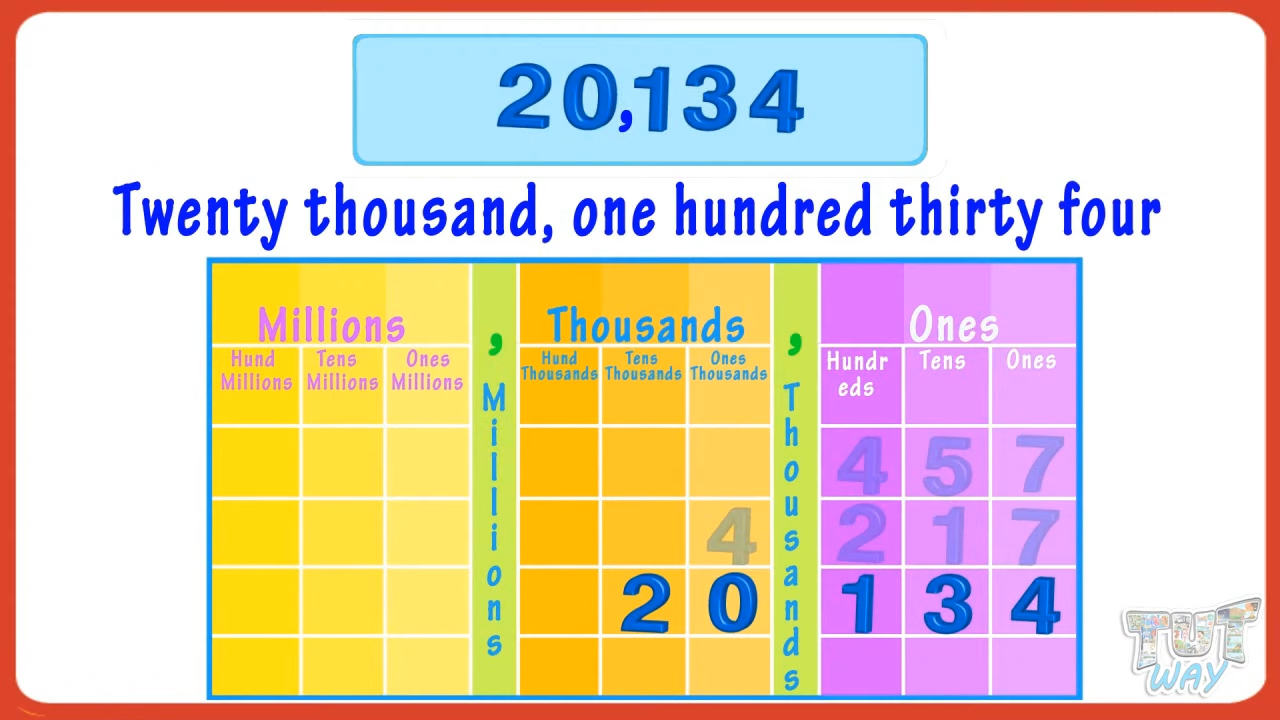 20,134
Twenty thousand, one hundred thirty four
Millions , Thousands , Ones
Hund Millions Tens Millions Ones Millions Millions Hund Thousands Tens Thousands Ones Thousands Thousands Hundreds Tens Ones
4 5 7
4 2 1 7
2 0 1 3 4
TUT
WAY